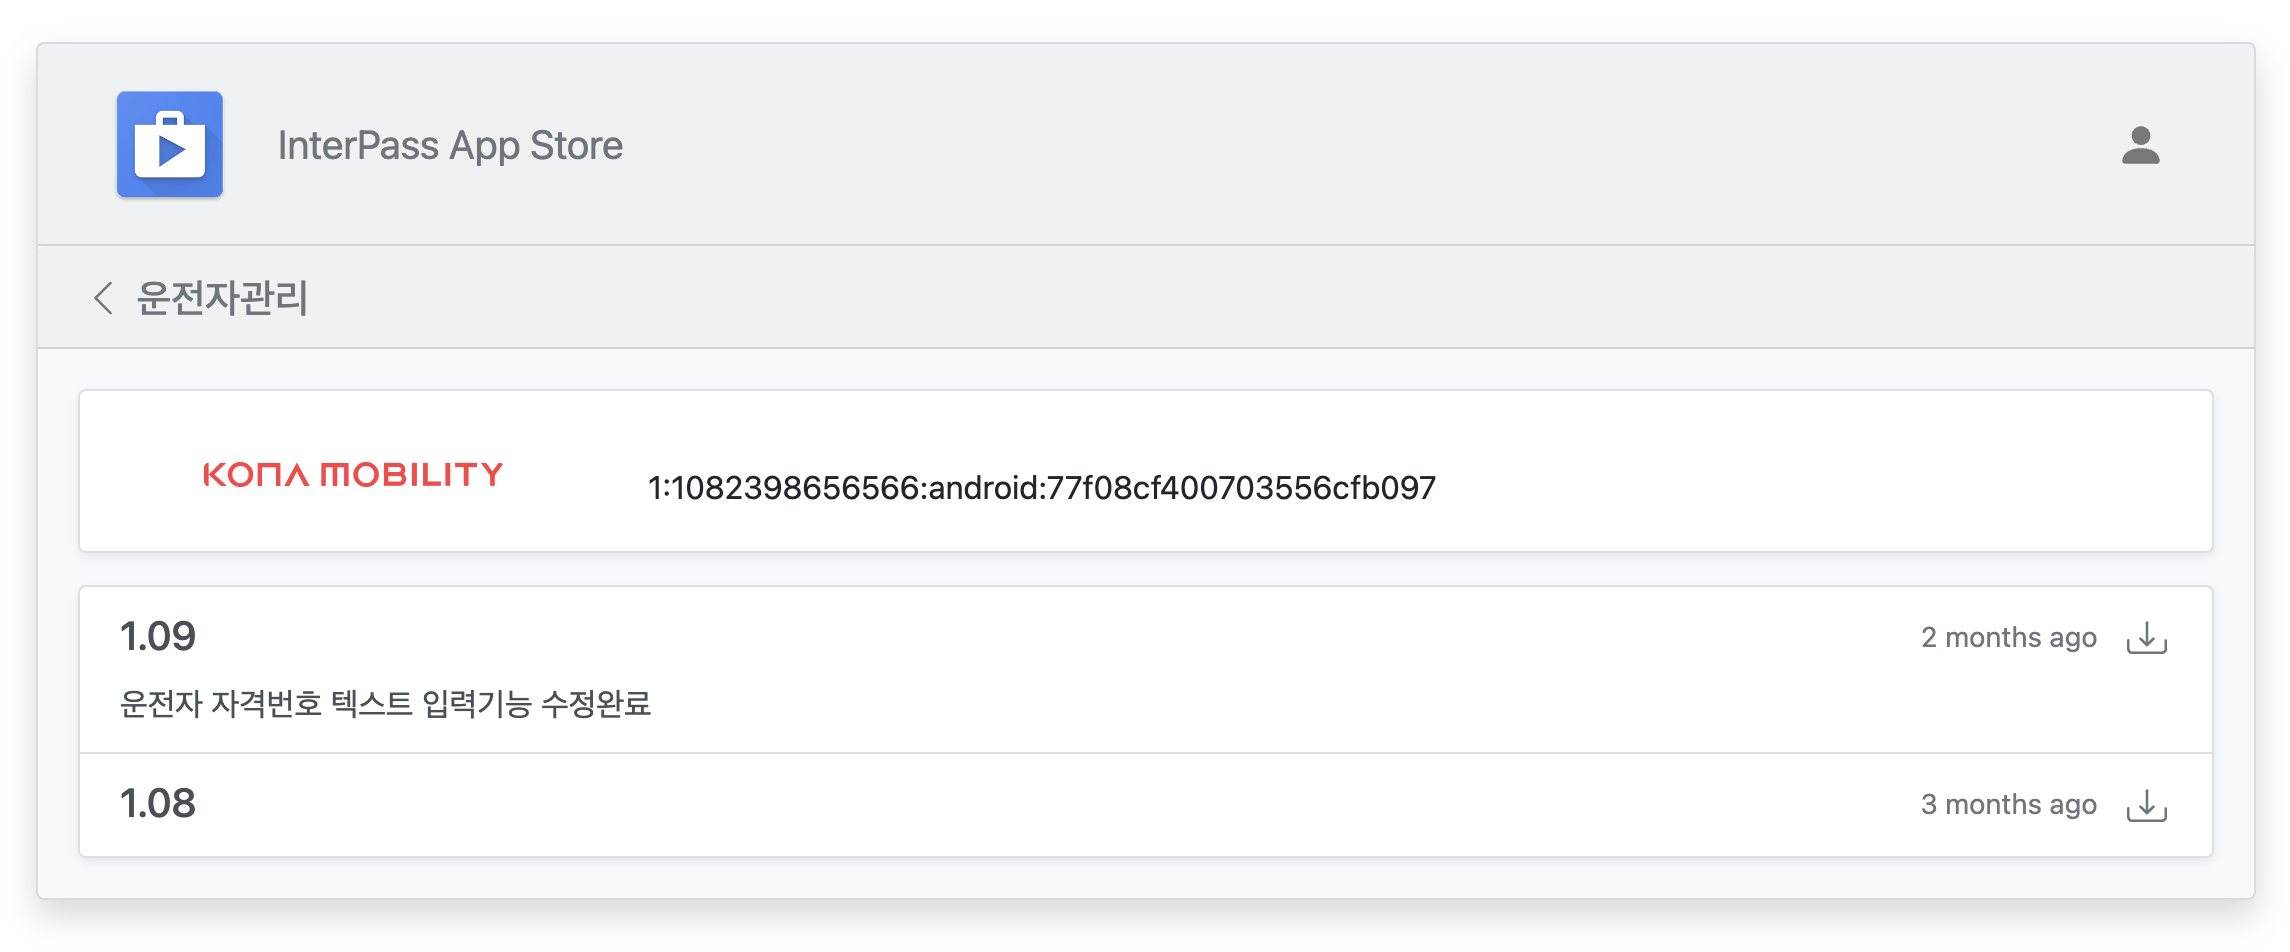 InterPass App Store
운전자관리
KONA MOBILITY
1:1082398656566:android:77f08cf400703556cfb097
1.09
2 months ago
운전자 자격번호 텍스트 입력기능 수정완료
1.08
3 months ago